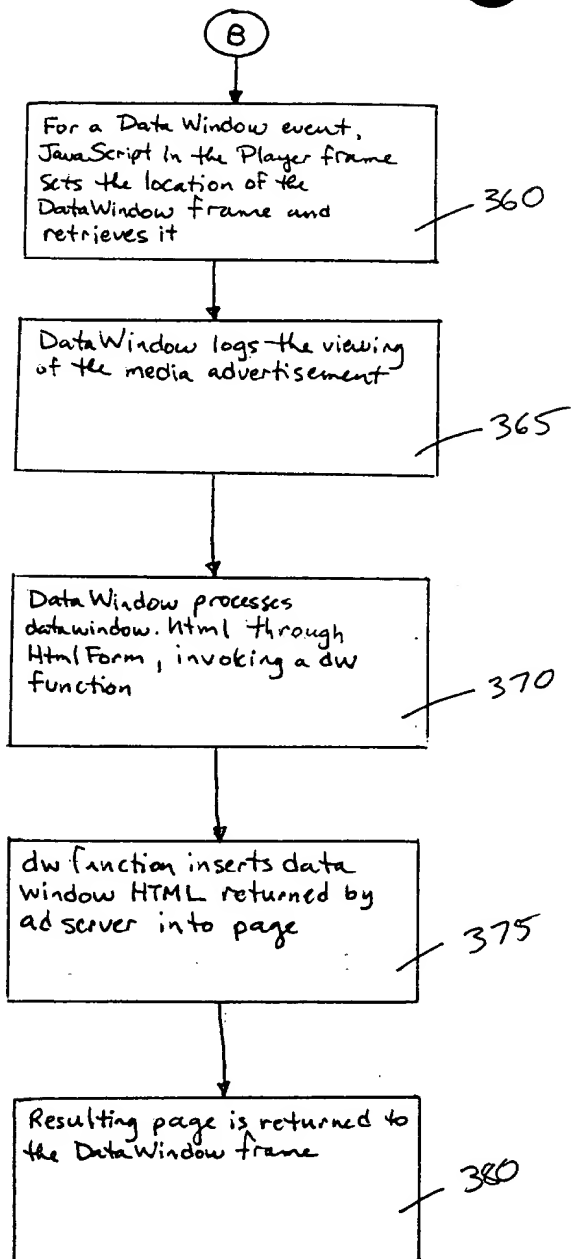 B
For a Data Window event,
JavaScript in the Player frame
sets the location of the
DataWindow frame and
retrieves it
360
DataWindow logs the viewing
of the media advertisement
365
Data Window processes
datawindow.html through
HtmlForm, invoking a dw
function
370
dw function inserts data
window HTML returned by
ad server into page
375
Resulting page is returned to
the DataWindow frame
380